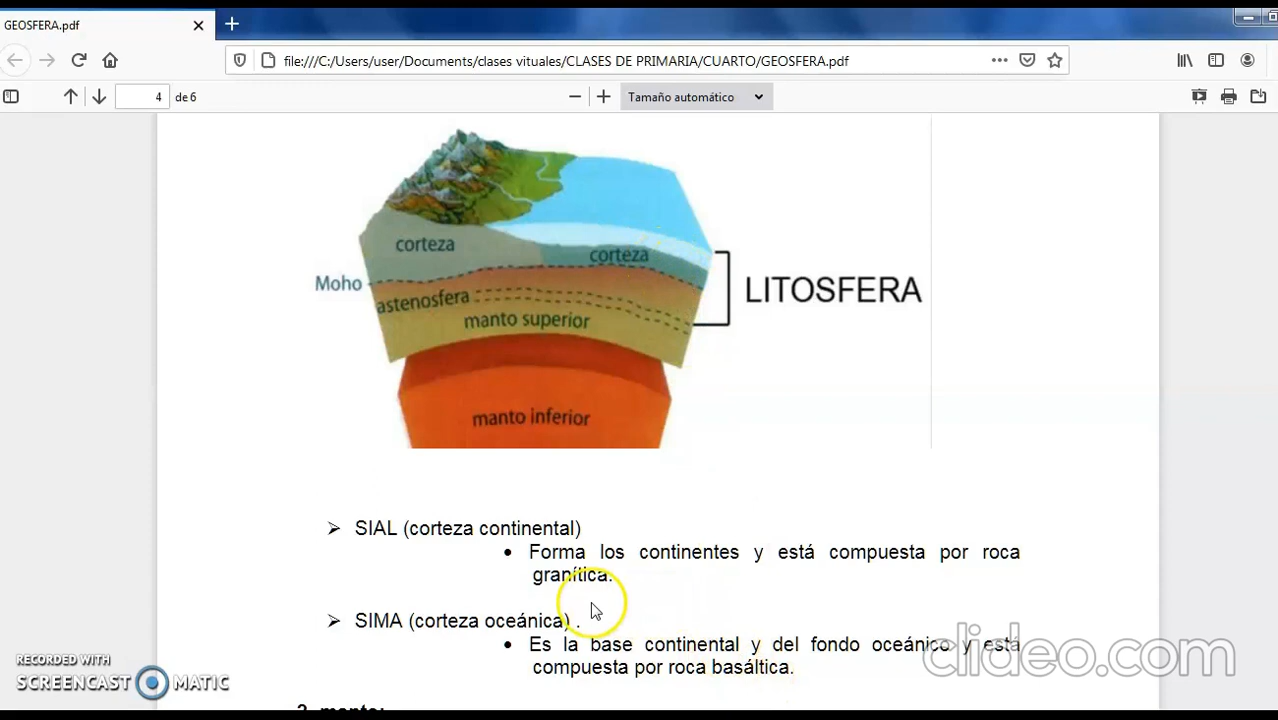 GEOSFERA.pdf
file:///C:/Users/user/Documents/clases vituales/CLASES DE PRIMARIA/CUARTO/GEOSFERA.pdf
4 de 6
Tamaño automático
corteza
corteza
Moho
LITOSFERA
astenosfera
manto superior
manto inferior
➢ SIAL (corteza continental)
• Forma los continentes y está compuesta por roca
granítica.
➢ SIMA (corteza oceánica) .
• Es la base continental y del fondo oceánico y está
compuesta por roca basáltica.
clideo.com
RECORDED WITH
SCREENCAST MATIC
2. manto: